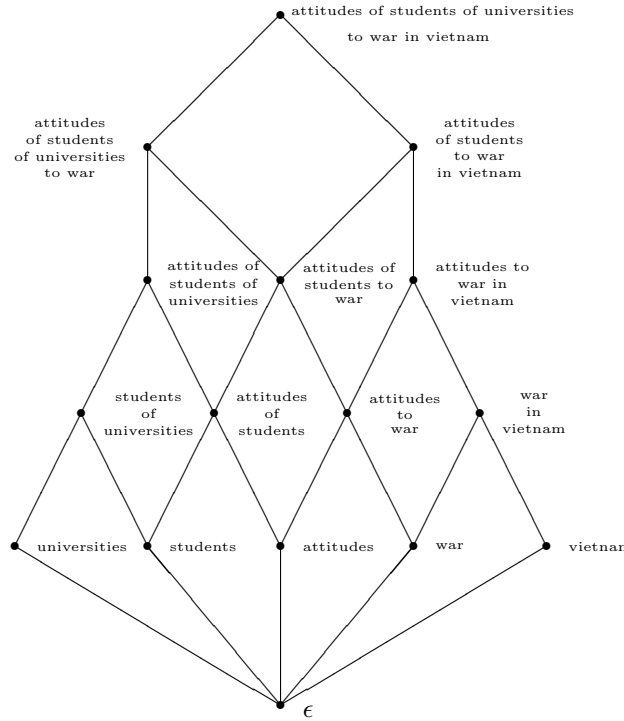 attitudes of students of universities
to war in vietnam
attitudes
of students
of universities
to war
attitudes
of students
to war
in vietnam
attitudes of
students of
universities
attitudes of
students to
war
attitudes to
war in
vietnam
students
of
universities
attitudes
of
students
attitudes
to
war
war
in
vietnam
universities
students
attitudes
war
vietnam
ϵ